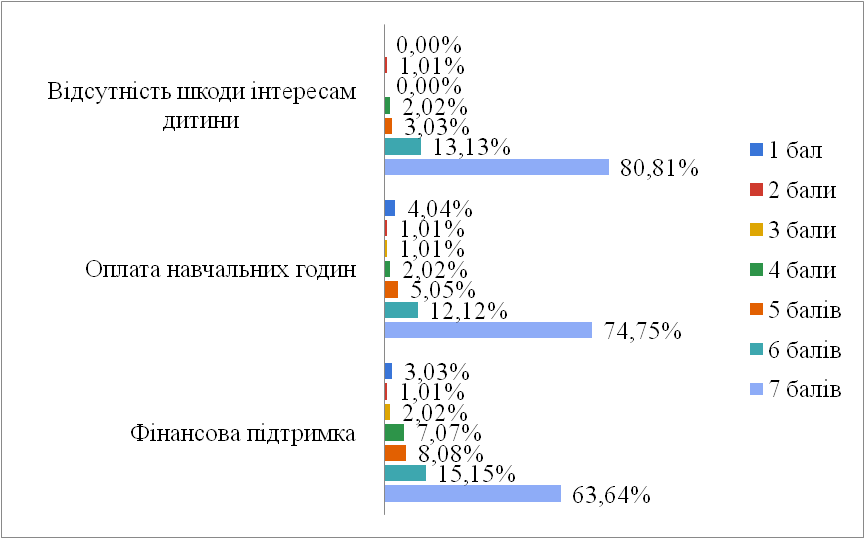 0,00%
1,01%
0,00%
Відсутність шкоди інтересам
дитини
2,02%
3,03%
13,13%
80,81%
4,04%
1,01%
1,01%
Оплата навчальних годин
2,02%
5,05%
12,12%
74,75%
3,03%
1,01%
2,02%
Фінансова підтримка
7,07%
8,08%
15,15%
63,64%
1 бал
2 бали
3 бали
4 бали
5 балів
6 балів
7 балів